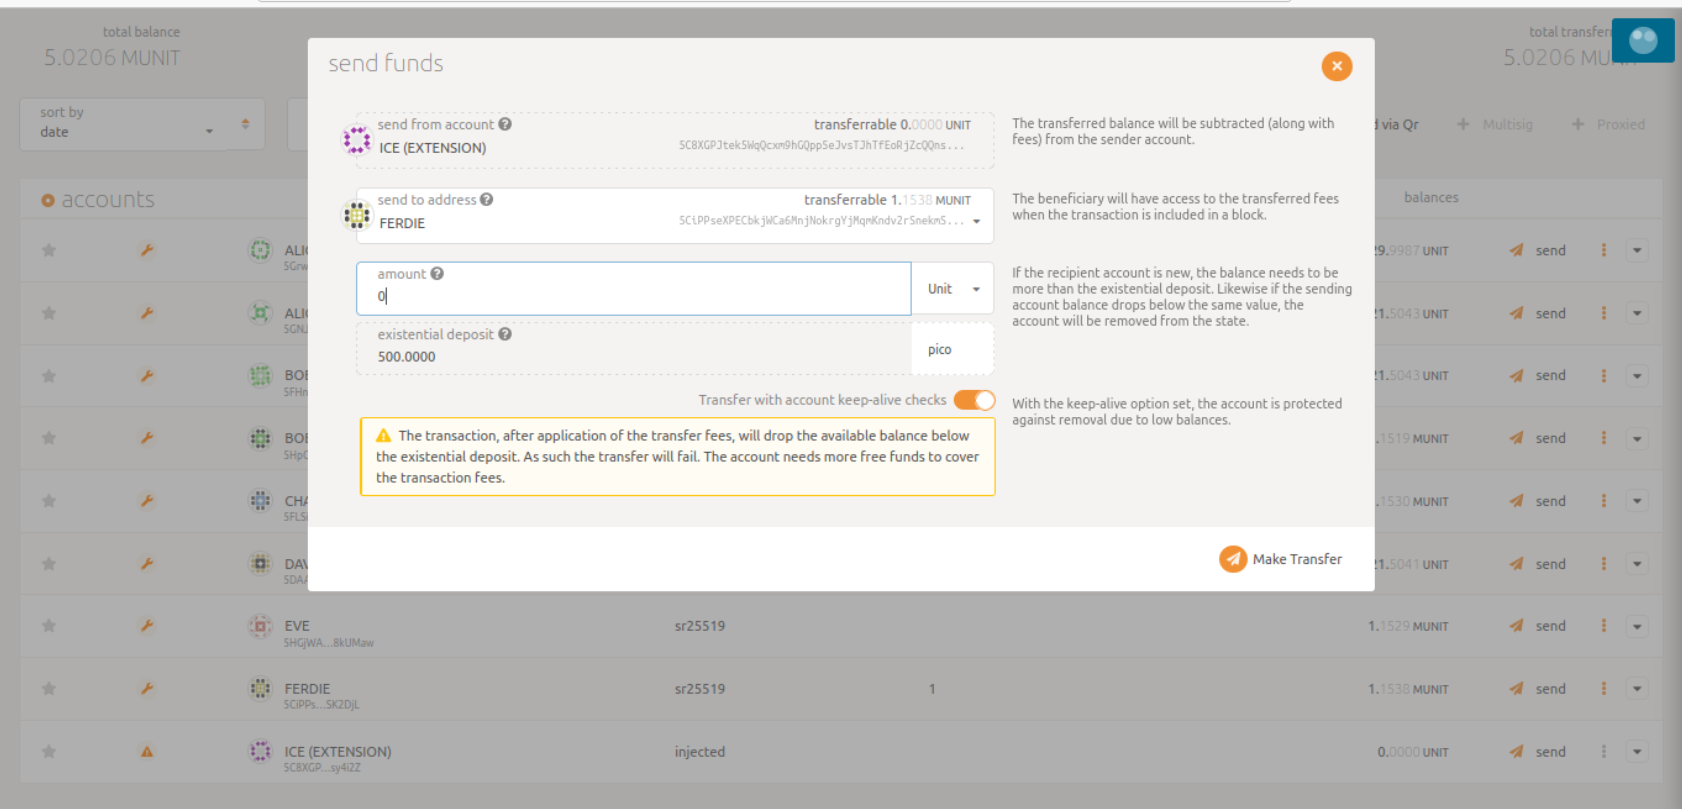 total balance
5.0206 MUNIT
total transfer
5.0206 MU
send funds
sort by
date
send from account
transferrable 0.0000 UNIT
ICE (EXTENSION)
The transferred balance will be subtracted (along with
fees) from the sender account.
d via Qr
Multisig
Proxied
accounts
balances
send to address
transferrable 1.1538 MUNIT
FERDIE
The beneficiary will have access to the transferred fees
when the transaction is included in a block.
ALI
5Grw
9.9987 UNIT
send
amount
0
Unit
If the recipient account is new, the balance needs to be
more than the existential deposit. Likewise if the sending
account balance drops below the same value, the
account will be removed from the state.
ALI
5GNJ
21.5043 UNIT
send
existential deposit
500.0000
pico
BO
5FHn
21.5043 UNIT
send
Transfer with account keep-alive checks
With the keep-alive option set, the account is protected
against removal due to low balances.
The transaction, after application of the transfer fees, will drop the available balance below
the existential deposit. As such the transfer will fail. The account needs more free funds to cover
the transaction fees.
BO
5HpG
.1519 MUNIT
send
CHA
5FLS
.1530 MUNIT
send
Make Transfer
DAV
5DAA
21.5041 UNIT
send
EVE
5HGjWA...8kUMaw
sr25519
1.1529 MUNIT
send
FERDIE
5CiPPs...SK2DjL
sr25519
1
1.1538 MUNIT
send
ICE (EXTENSION)
5C8XGP...sy4i2Z
injected
0.0000 UNIT
send